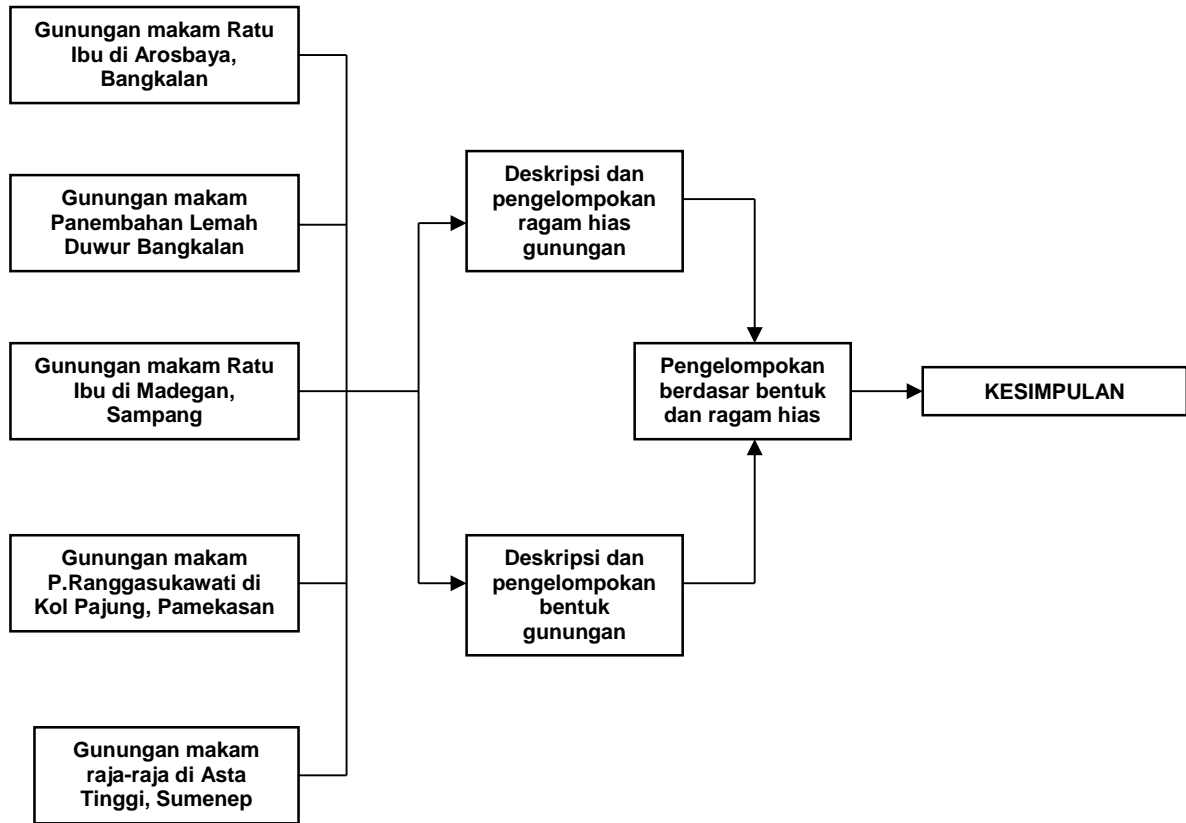 Gunungan makam Ratu
Ibu di Arosbaya,
Bangkalan
Gunungan makam
Panembahan Lemah
Duwur Bangkalan
Gunungan makam Ratu
Ibu di Madegan,
Sampang
Gunungan makam
P.Ranggasukawati di
Kol Pajung, Pamekasan
Gunungan makam
raja-raja di Asta
Tinggi, Sumenep
Deskripsi dan
pengelompokan
ragam hias
gunungan
Deskripsi dan
pengelompokan
bentuk
gunungan
Pengelompokan
berdasar bentuk
dan ragam hias
KESIMPULAN